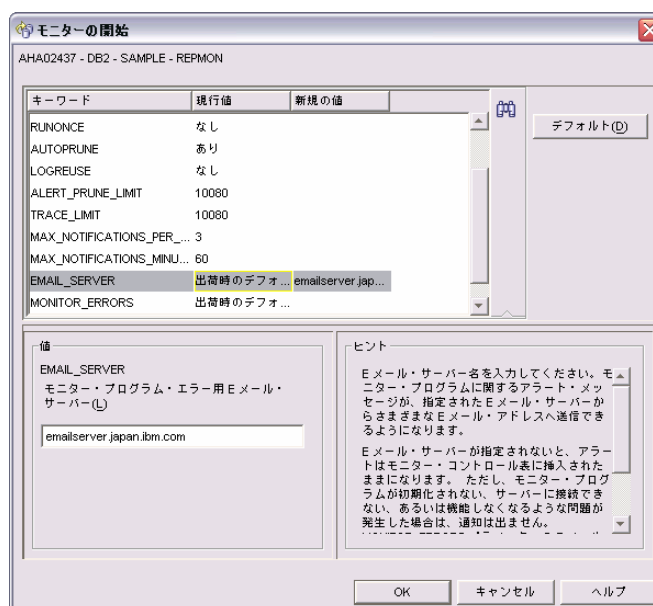 モニターの開始
AHA02437 - DB2 - SAMPLE - REPMON
キーワード 現行値 新規の値
RUNONCE なし
AUTOPRUNE あり
LOGREUSE なし
ALERT_PRUNE_LIMIT 10080
TRACE_LIMIT 10080
MAX_NOTIFICATIONS_PER_... 3
MAX_NOTIFICATIONS_MINU... 60
EMAIL_SERVER 出荷時のデフォ... emailserver.jap...
MONITOR_ERRORS 出荷時のデフォ...
デフォルト(D)
値
EMAIL_SERVER
モニター・プログラム・エラー用Eメール・
サーバー(L)
emailserver.japan.ibm.com
ヒント
Eメール・サーバー名を入力してください。モ
ニター・プログラムに関するアラート・メッ
セージが、指定されたEメール・サーバーか
らさまざまなEメール・アドレスへ送信でき
るようになります。
Eメール・サーバーが指定されないと、アラー
トはモニター・コントロール表に挿入された
ままになります。 ただし、モニター・プログ
ラムが初期化されない、サーバーに接続でき
ない、あるいは機能しなくなるような問題が
発生した場合は、通知は出ません。
OK キャンセル ヘルプ